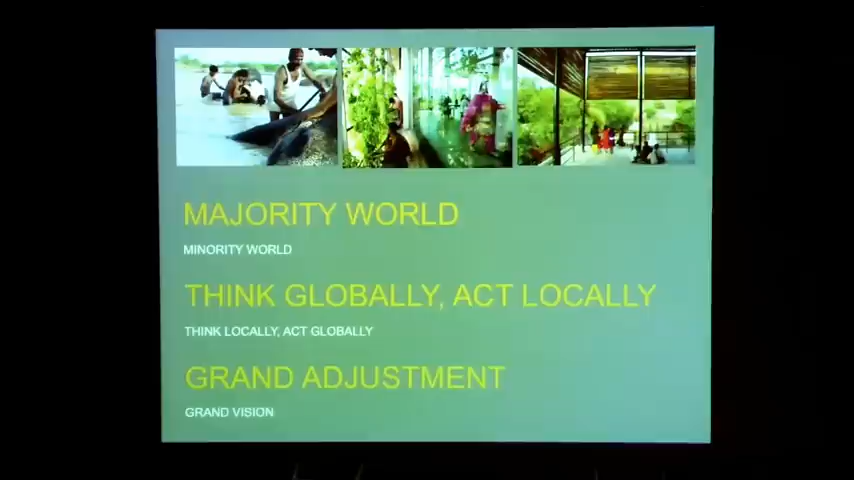 MAJORITY WORLD
MINORITY WORLD
THINK GLOBALLY, ACT LOCALLY
THINK LOCALLY, ACT GLOBALLY
GRAND ADJUSTMENT
GRAND VISION